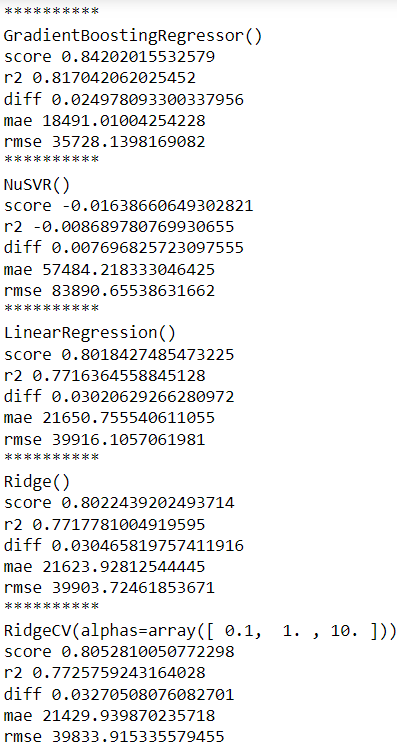 **********
GradientBoostingRegressor()
score 0.84202015532579
r2 0.817042062025452
diff 0.024978093300337956
mae 18491.01004254228
rmse 35728.1398169082
**********
NuSVR()
score -0.01638660649302821
r2 -0.008689780769930655
diff 0.007696825723097555
mae 57484.218333046425
rmse 83890.65538631662
**********
LinearRegression()
score 0.8018427485473225
r2 0.7716364558845128
diff 0.03020629266280972
mae 21650.755540611055
rmse 39916.1057061981
**********
Ridge()
score 0.8022439202493714
r2 0.7717781004919595
diff 0.030465819757411916
mae 21623.92812544445
rmse 39903.72461853671
**********
RidgeCV(alphas=array([ 0.1,  1. , 10. ]))
score 0.8052810050772298
r2 0.7725759243164028
diff 0.03270508076082701
mae 21429.939870235718
rmse 39833.915335579455